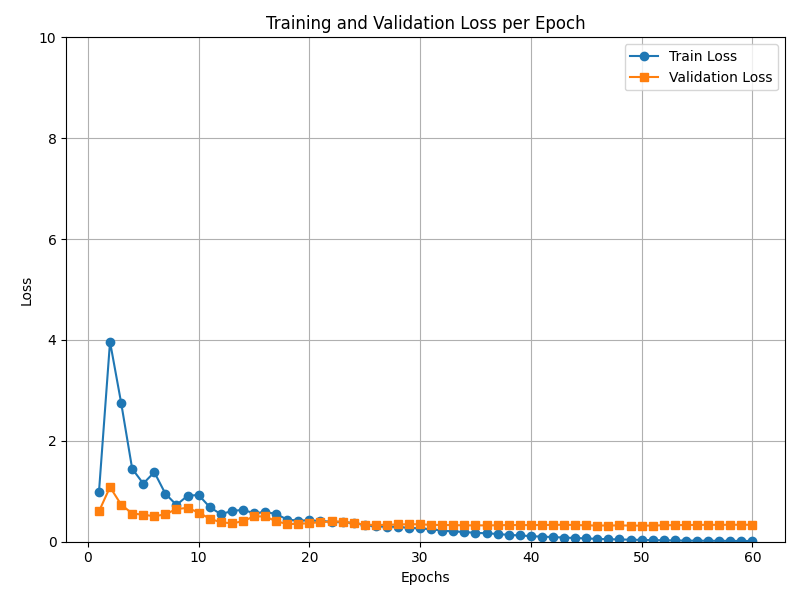 Training and Validation Loss per Epoch
Train Loss
Validation Loss
Loss
10
8
6
4
2
0
0 10 20 30 40 50 60
Epochs